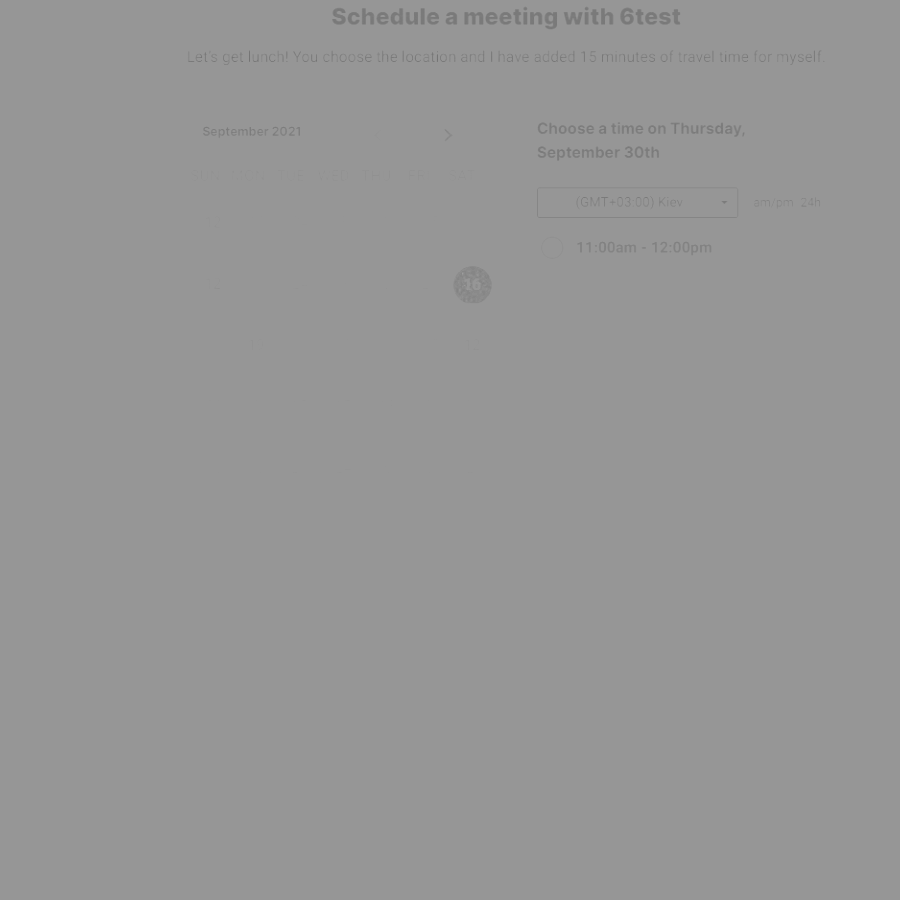 Schedule a meeting with 6test
Let's get lunch! You choose the location and I have added 15 minutes of travel time for myself.
September 2021
16
Choose a time on Thursday,
September 30th
(GMT+03:00) Kiev
am/pm 24h
11:00am - 12:00pm